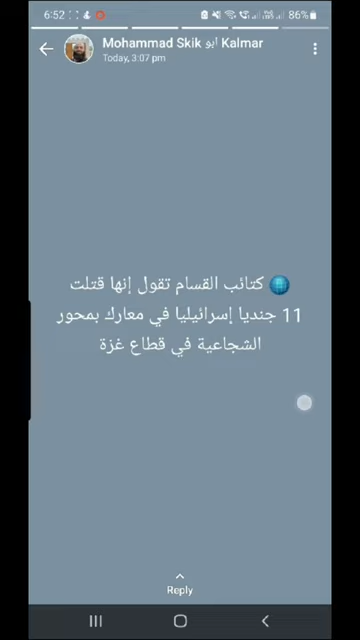 6:52
86%
Mohammad Skik ابو Kalmar
Today, 3:07 pm
كتائب القسام تقول إنها قتلت
11 جنديا إسرائيليا في معارك بمحور
الشجاعية في قطاع غزة
Reply